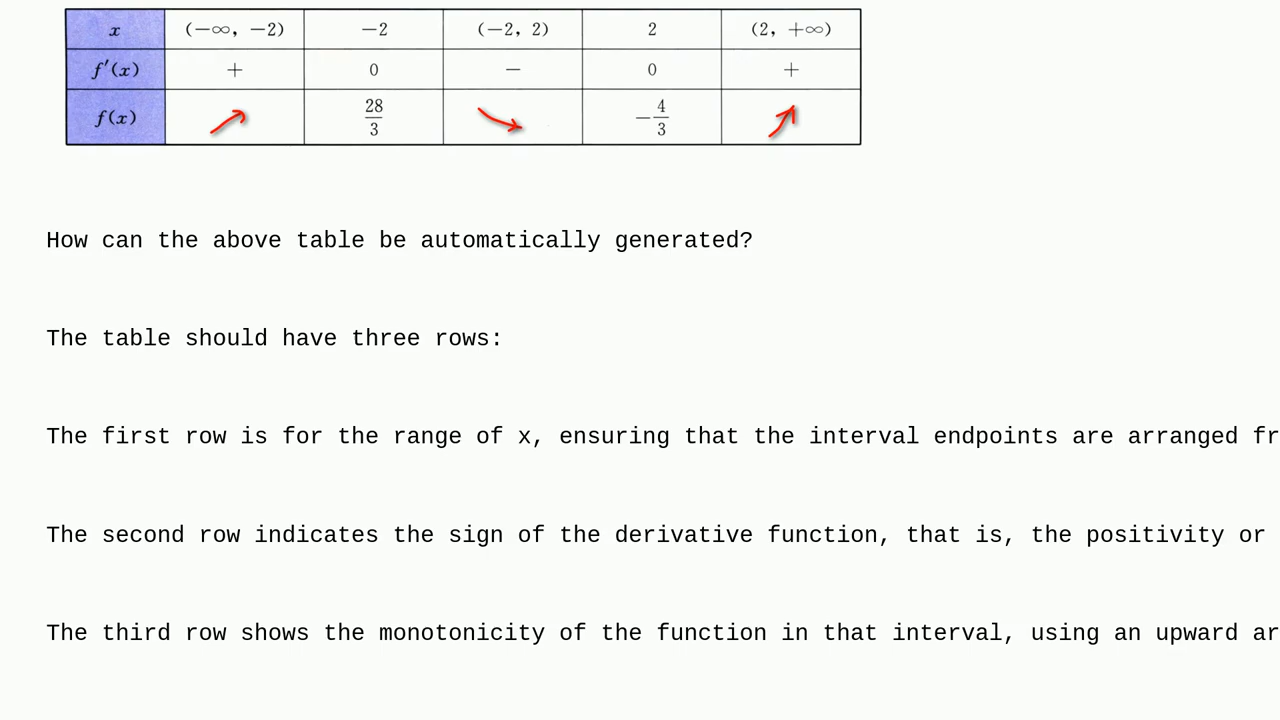 x (−∞, −2) −2 (−2, 2) 2 (2, +∞)
f′(x) + 0 − 0 +
f(x) 28/3 −4/3
How can the above table be automatically generated?
The table should have three rows:
The first row is for the range of x, ensuring that the interval endpoints are arranged
The second row indicates the sign of the derivative function, that is, the positivity or
The third row shows the monotonicity of the function in that interval, using an upward